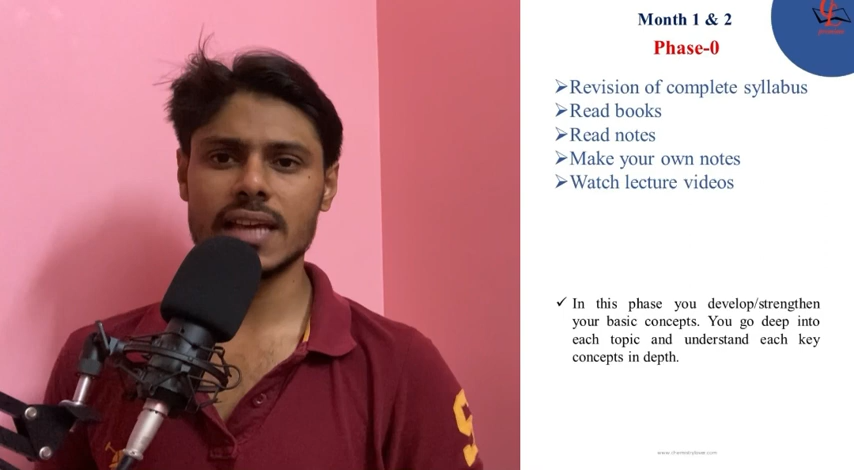 Month 1 & 2
Phase-0
➢Revision of complete syllabus
➢Read books
➢Read notes
➢Make your own notes
➢Watch lecture videos
✓ In this phase you develop/strengthen
your basic concepts. You go deep into
each topic and understand each key
concepts in depth.